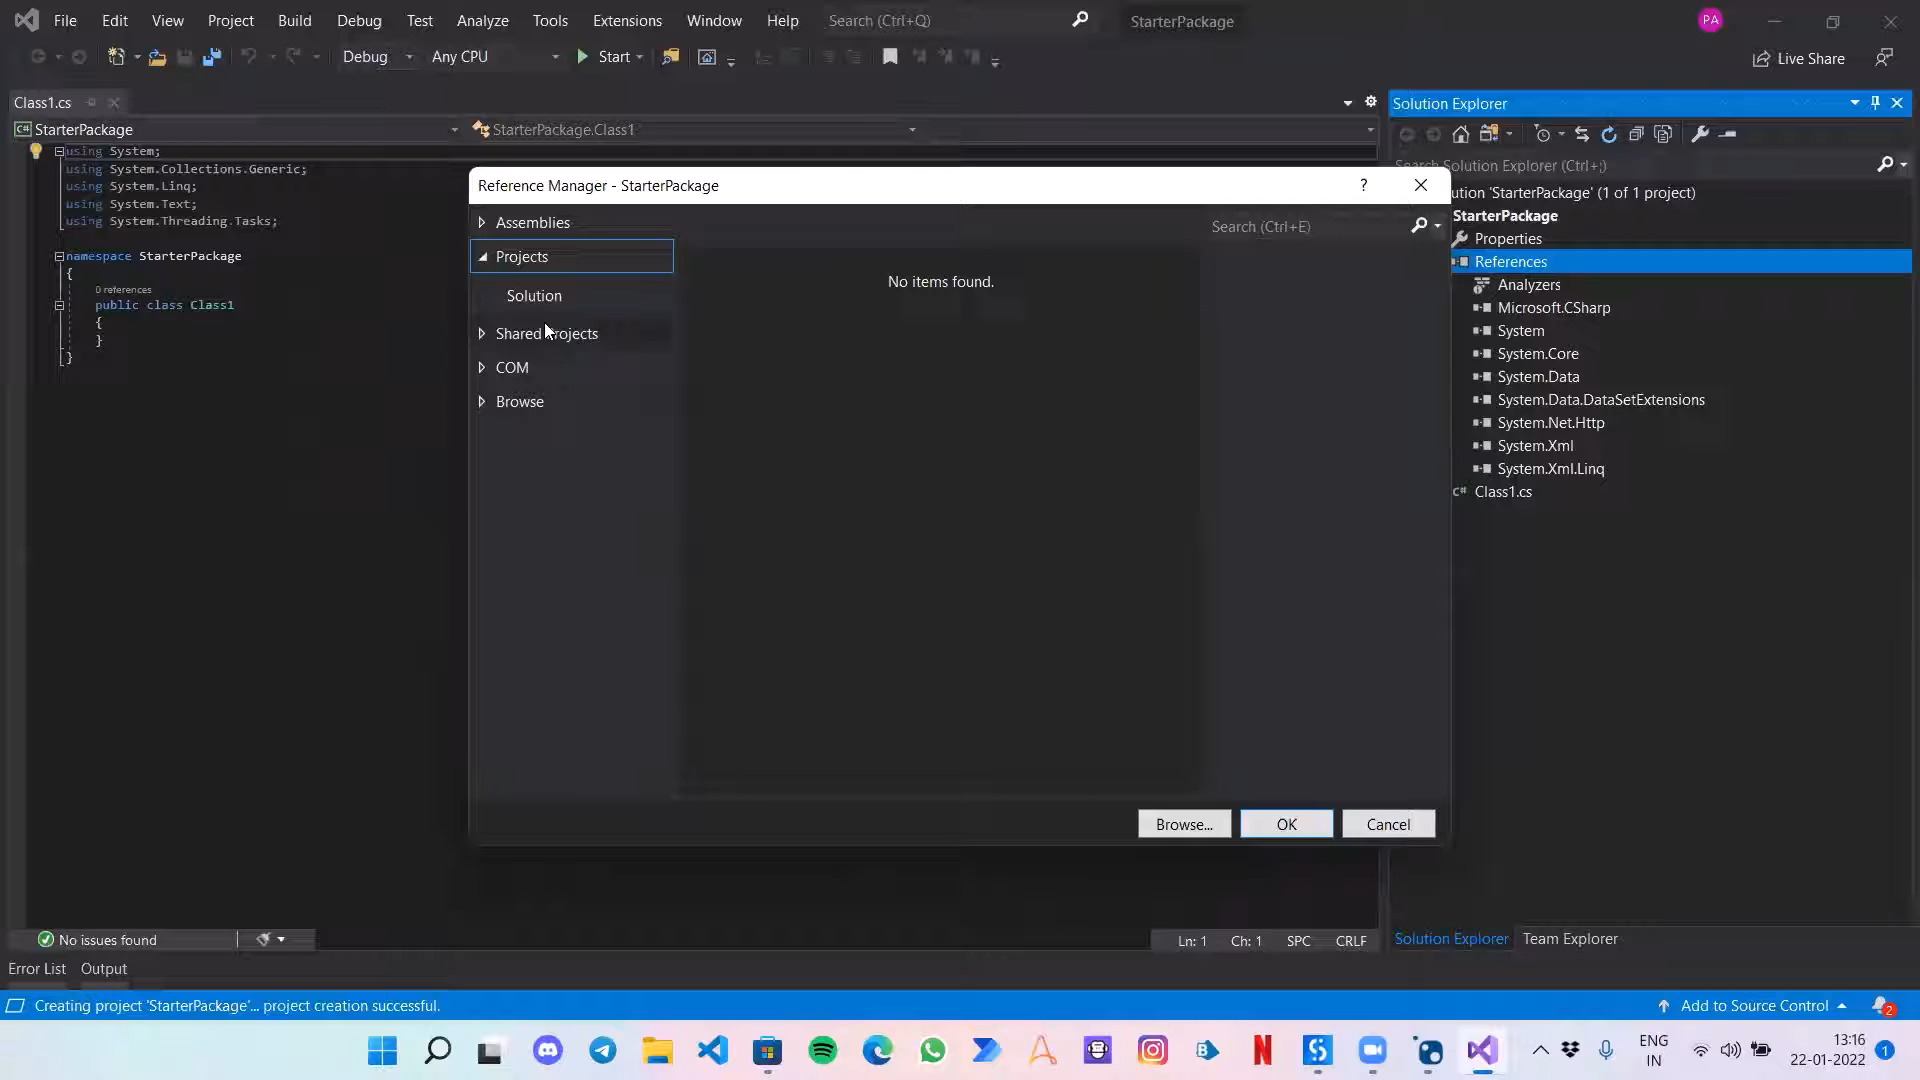 File Edit View Project Build Debug Test Analyze Tools Extensions Window Help Search (Ctrl+Q) StarterPackage PA
Debug Any CPU Start Live Share
Class1.cs
StarterPackage StarterPackage.Class1
using System;
using System.Collections.Generic;
using System.Linq;
using System.Text;
using System.Threading.Tasks;
namespace StarterPackage
{
0 references
public class Class1
{
}
}
Reference Manager - StarterPackage ?
Assemblies
Search (Ctrl+E)
Projects
Solution
No items found.
Shared Projects
COM
Browse
Browse... OK Cancel
Solution Explorer
Search Solution Explorer (Ctrl+;)
ution 'StarterPackage' (1 of 1 project)
StarterPackage
Properties
References
Analyzers
Microsoft.CSharp
System
System.Core
System.Data
System.Data.DataSetExtensions
System.Net.Http
System.Xml
System.Xml.Linq
C# Class1.cs
No issues found
Ln: 1 Ch: 1 SPC CRLF
Solution Explorer Team Explorer
Error List Output
Creating project 'StarterPackage'... project creation successful.
Add to Source Control 2
ENG
IN
13:16
22-01-2022
1